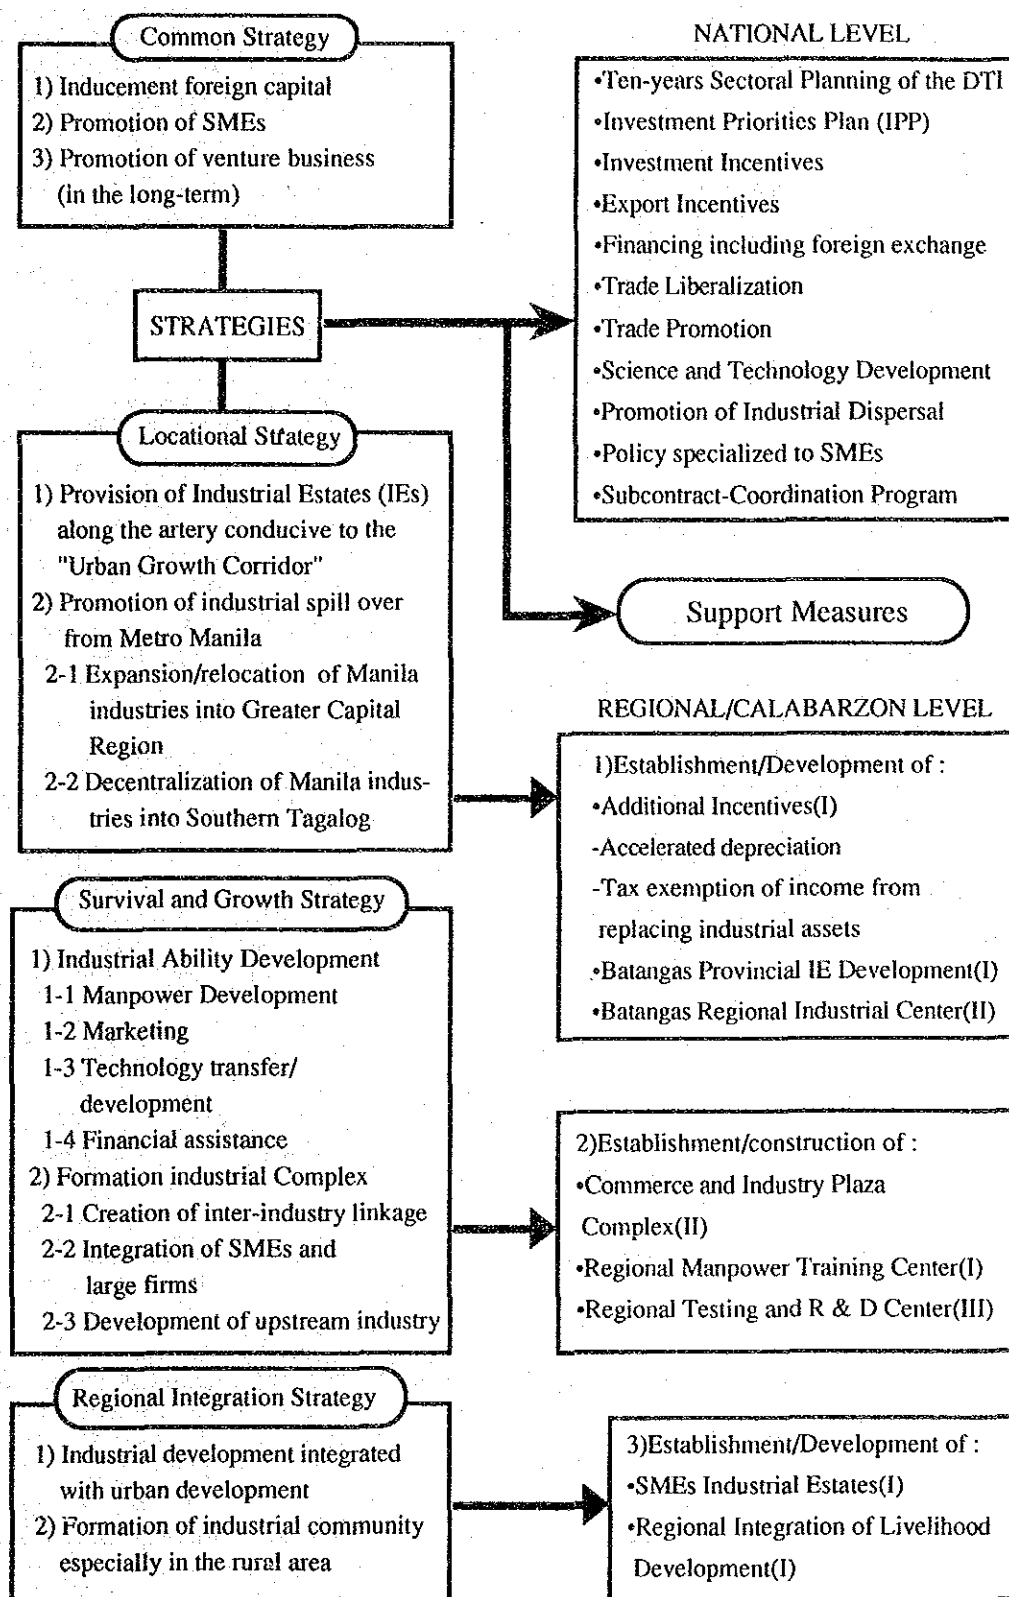 Common Strategy
1) Inducement foreign capital
2) Promotion of SMEs
3) Promotion of venture business
(in the long-term)
STRATEGIES
Locational Strategy
1) Provision of Industrial Estates (IEs)
along the artery conducive to the
"Urban Growth Corridor"
2) Promotion of industrial spill over
from Metro Manila
2-1 Expansion/relocation of Manila
industries into Greater Capital
Region
2-2 Decentralization of Manila indus-
tries into Southern Tagalog
Survival and Growth Strategy
1) Industrial Ability Development
1-1 Manpower Development
1-2 Marketing
1-3 Technology transfer/
development
1-4 Financial assistance
2) Formation industrial Complex
2-1 Creation of inter-industry linkage
2-2 Integration of SMEs and
large firms
2-3 Development of upstream industry
Regional Integration Strategy
1) Industrial development integrated
with urban development
2) Formation of industrial community
especially in the rural area
NATIONAL LEVEL
•Ten-years Sectoral Planning of the DTI
•Investment Priorities Plan (IPP)
•Investment Incentives
•Export Incentives
•Financing including foreign exchange
•Trade Liberalization
•Trade Promotion
•Science and Technology Development
•Promotion of Industrial Dispersal
•Policy specialized to SMEs
•Subcontract-Coordination Program
Support Measures
REGIONAL/CALABARZON LEVEL
1)Establishment/Development of :
•Additional Incentives(I)
-Accelerated depreciation
-Tax exemption of income from
replacing industrial assets
•Batangas Provincial IE Development(I)
•Batangas Regional Industrial Center(II)
2)Establishment/construction of :
•Commerce and Industry Plaza
Complex(II)
•Regional Manpower Training Center(I)
•Regional Testing and R & D Center(III)
3)Establishment/Development of :
•SMEs Industrial Estates(I)
•Regional Integration of Livelihood
Development(I)